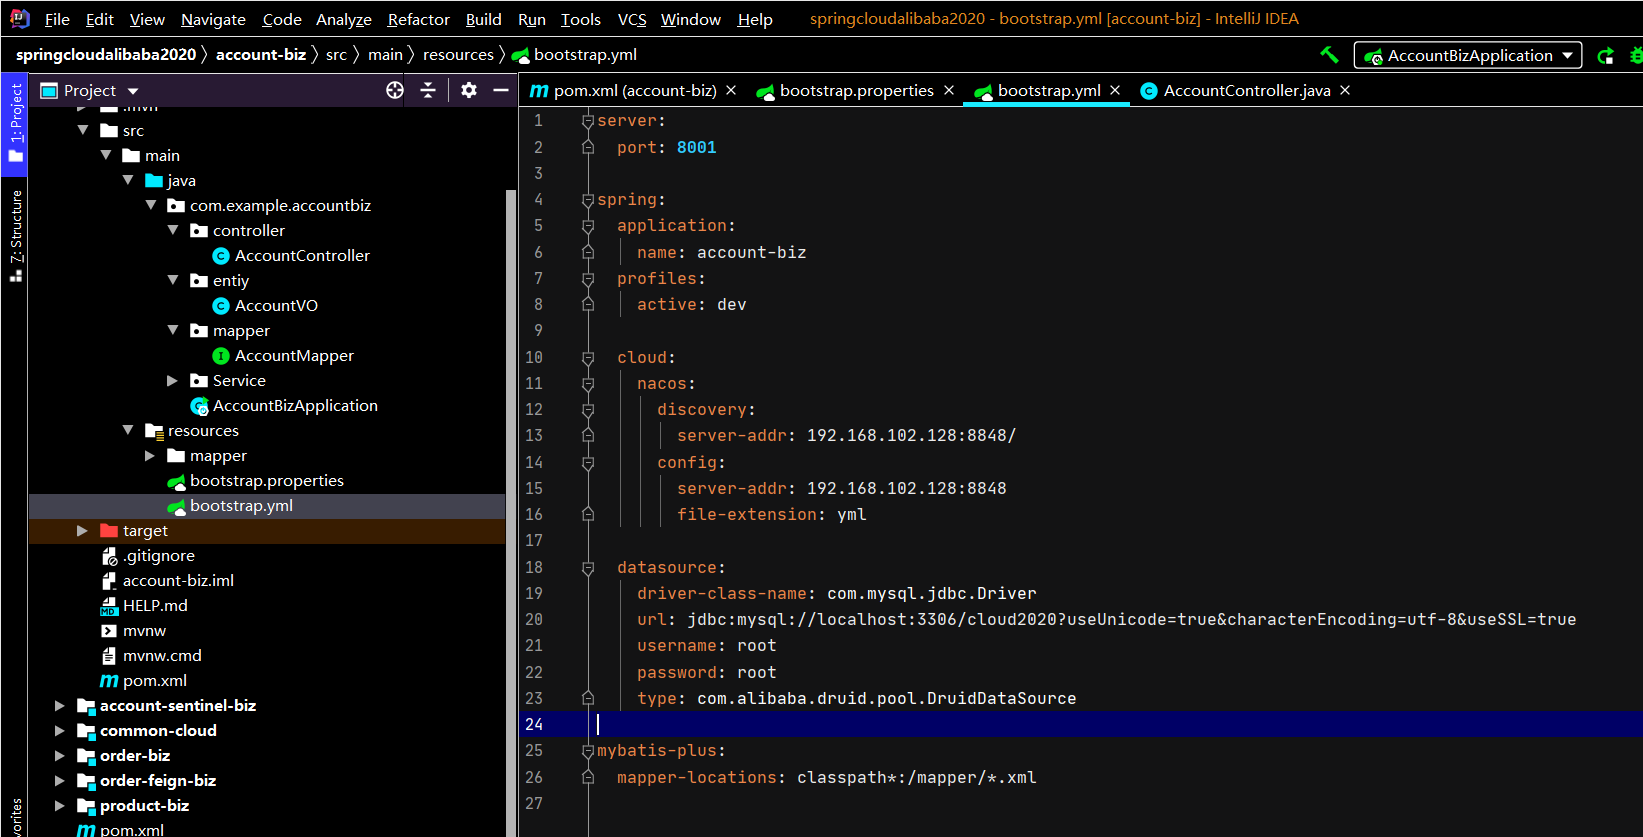 File Edit View Navigate Code Analyze Refactor Build Run Tools VCS Window Help springcloudalibaba2020 - bootstrap.yml [account-biz] - IntelliJ IDEA
springcloudalibaba2020 〉 account-biz 〉 src 〉 main 〉 resources 〉 bootstrap.yml AccountBizApplication
1: Project
7: Structure
Project
.mvn
src
main
java
com.example.accountbiz
controller
AccountController
entiy
AccountVO
mapper
AccountMapper
Service
AccountBizApplication
resources
mapper
bootstrap.properties
bootstrap.yml
target
.gitignore
account-biz.iml
HELP.md
mvnw
mvnw.cmd
pom.xml
account-sentinel-biz
common-cloud
order-biz
order-feign-biz
product-biz
pom.xml
pom.xml (account-biz) × bootstrap.properties × bootstrap.yml × AccountController.java ×
1 server:
2 port: 8001
3
4 spring:
5 application:
6 name: account-biz
7 profiles:
8 active: dev
9
10 cloud:
11 nacos:
12 discovery:
13 server-addr: 192.168.102.128:8848/
14 config:
15 server-addr: 192.168.102.128:8848
16 file-extension: yml
17
18 datasource:
19 driver-class-name: com.mysql.jdbc.Driver
20 url: jdbc:mysql://localhost:3306/cloud2020?useUnicode=true&characterEncoding=utf-8&useSSL=true
21 username: root
22 password: root
23 type: com.alibaba.druid.pool.DruidDataSource
24
25 mybatis-plus:
26 mapper-locations: classpath*:/mapper/*.xml
27